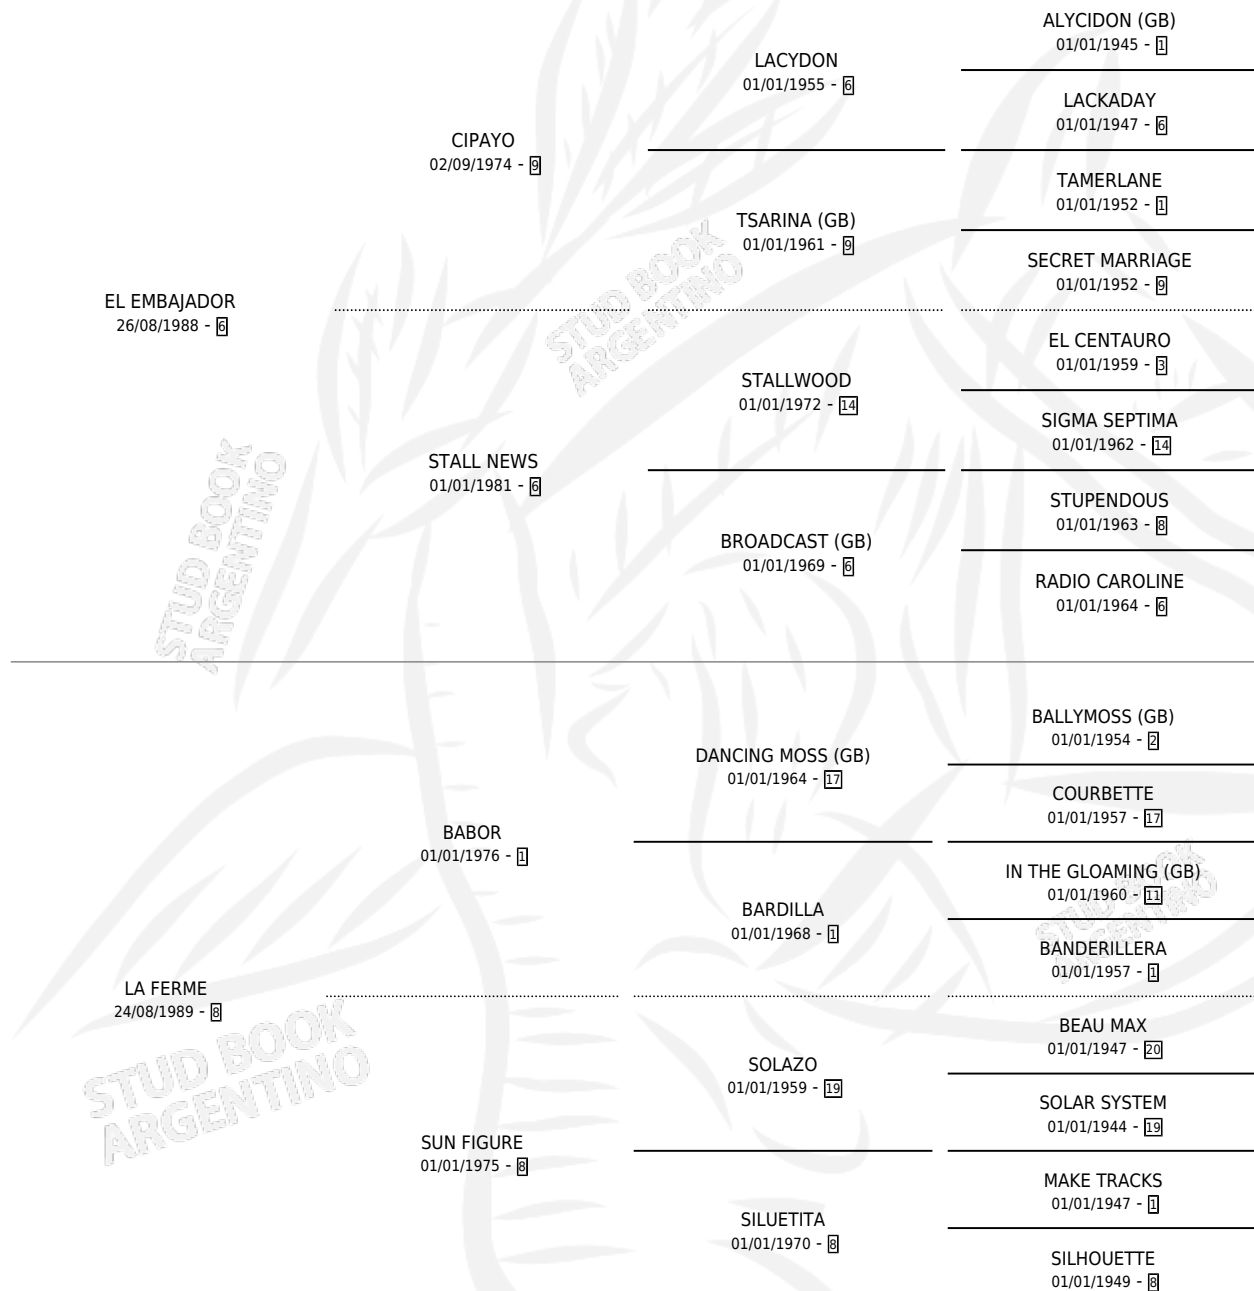 ALYCIDON (GB)
01/01/1945 - 1
LACYDON
01/01/1955 - 6
LACKADAY
01/01/1947 - 6
CIPAYO
02/09/1974 - 9
TAMERLANE
01/01/1952 - 1
TSARINA (GB)
01/01/1961 - 9
SECRET MARRIAGE
01/01/1952 - 9
EL EMBAJADOR
26/08/1988 - 6
EL CENTAURO
01/01/1959 - 3
STALLWOOD
01/01/1972 - 14
SIGMA SEPTIMA
01/01/1962 - 14
STALL NEWS
01/01/1981 - 6
STUPENDOUS
01/01/1963 - 8
BROADCAST (GB)
01/01/1969 - 6
RADIO CAROLINE
01/01/1964 - 6
BALLYMOSS (GB)
01/01/1954 - 2
DANCING MOSS (GB)
01/01/1964 - 17
COURBETTE
01/01/1957 - 17
BABOR
01/01/1976 - 1
IN THE GLOAMING (GB)
01/01/1960 - 11
BARDILLA
01/01/1968 - 1
BANDERILLERA
01/01/1957 - 1
LA FERME
24/08/1989 - 8
BEAU MAX
01/01/1947 - 20
SOLAZO
01/01/1959 - 19
SOLAR SYSTEM
01/01/1944 - 19
SUN FIGURE
01/01/1975 - 8
MAKE TRACKS
01/01/1947 - 1
SILUETITA
01/01/1970 - 8
SILHOUETTE
01/01/1949 - 8
STUD BOOK
ARGENTINO
STUD BOOK
ARGENTINO
STUD BOOK
ARGENTINO
STUD BOOK
ARGENTINO